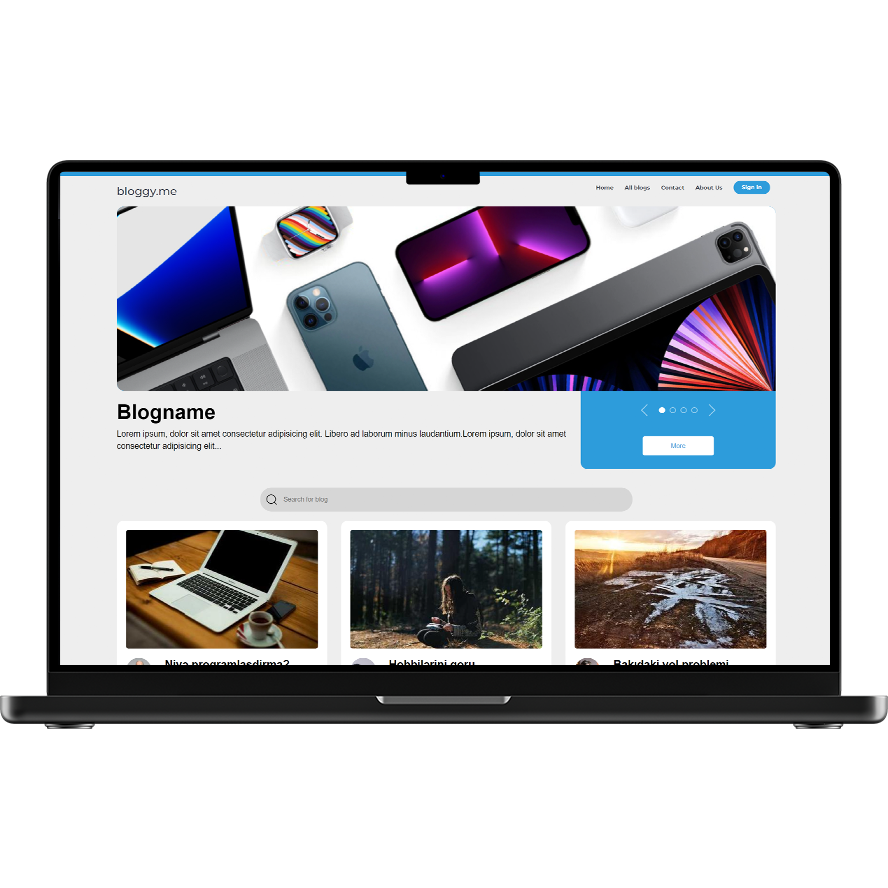 bloggy.me
Home
All blogs
Contact
About Us
Sign in
Blogname
Lorem ipsum, dolor sit amet consectetur adipisicing elit. Libero ad laborum minus laudantium.Lorem ipsum, dolor sit amet
consectetur adipisicing elit...
More
Search for blog
Niyə proqramlaşdırma?
Hobbilərini qoru
Bakıdakı yol problemi